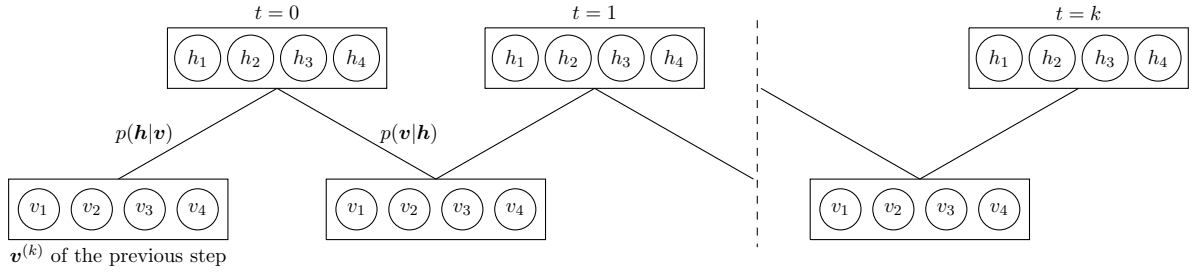 t = 0
t = 1
t = k
h₁ h₂ h₃ h₄
h₁ h₂ h₃ h₄
h₁ h₂ h₃ h₄
p(h|v)
p(v|h)
v₁ v₂ v₃ v₄
v₁ v₂ v₃ v₄
v₁ v₂ v₃ v₄
v⁽ᵏ⁾ of the previous step